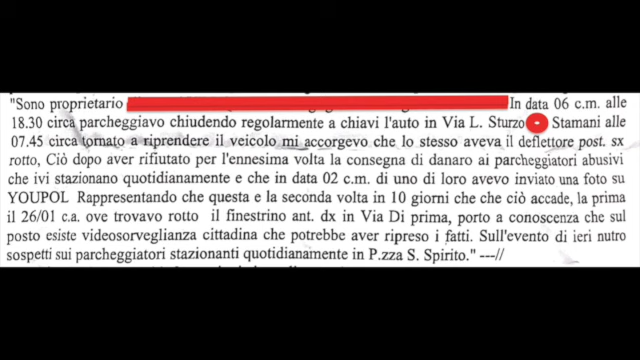 "Sono proprietario In data 06 c.m. alle
18.30 circa parcheggiavo chiudendo regolarmente a chiavi l'auto in Via L. Sturzo - Stamani alle
07.45 circa tornato a riprendere il veicolo mi accorgevo che lo stesso aveva il deflettore post. sx
rotto, Ciò dopo aver rifiutato per l'ennesima volta la consegna di danaro ai parcheggiatori abusivi
che ivi stazionano quotidianamente e che in data 02 c.m. di uno di loro avevo inviato una foto su
YOUPOL Rappresentando che questa e la seconda volta in 10 giorni che che ciò accade, la prima
il 26/01 c.a. ove trovavo rotto il finestrino ant. dx in Via Di prima, porto a conoscenza che sul
posto esiste videosorveglianza cittadina che potrebbe aver ripreso i fatti. Sull'evento di ieri nutro
sospetti sui parcheggiatori stazionanti quotidianamente in P.zza S. Spirito." ---//